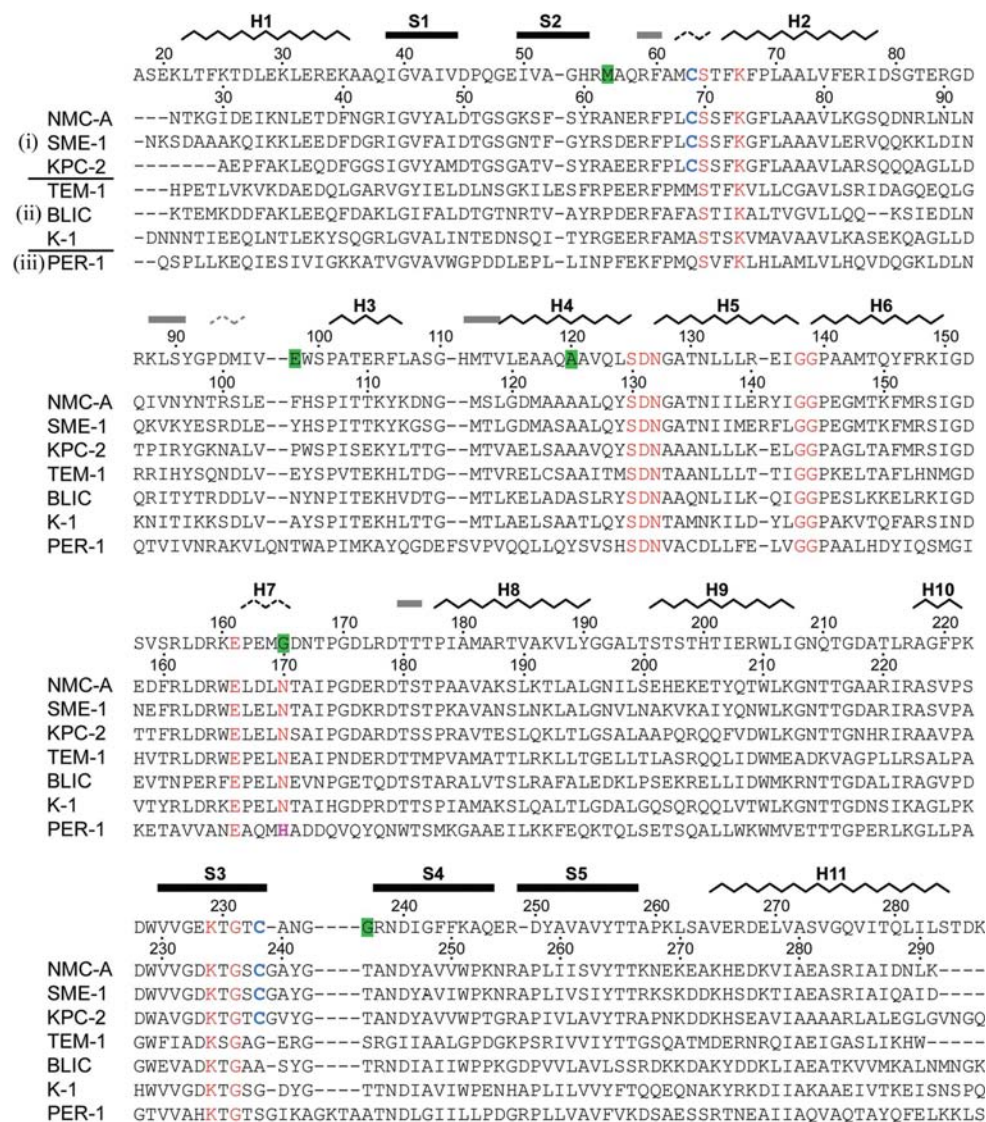 H1 S1 S2 H2
20 30 40 50 60 70 80
ASEKLTFKTDLEKLEREKAAQIGVAIVDPQGEIVA-GHRMAQRFAMCSTFKFPLAALVFERIDSGTERGD
30 40 50 60 70 80 90
NMC-A ---NTKGIDEIKNLETDFNGRIGVYALDTGSGKSF-SYRANERFPLCSSFKGFLAAAVLKGSQDNRLNLN
(i) SME-1 -NKSDAAAKQIKKLEEDFDGRIGVFAIDTGSGNTF-GYRSDERFPLCSSFKGFLAAAVLERVQQKKLDIN
KPC-2 -------AEPFAKLEQDFGGSIGVYAMDTGSGATV-SYRAEERFPLCSSFKGFLAAAVLARSQQQAGLLD
TEM-1 ---HPETLVKVKDAEDQLGARVGYIELDLNSGKILESFRPEERFPMMSTFKVLLCGAVLSRIDAGQEQLG
(ii) BLIC ---KTEMKDDFAKLEEQFDAKLGIFALDTGTNRTV-AYRPDERFAFASTIKALTVGVLLQQ--KSIEDLN
K-1 -DNNNTIEEQLNTLEKYSQGRLGVALINTEDNSQI-TYRGEERFAMASTSKVMAVAAVLKASEKQAGLLD
(iii) PER-1 --QSPLLKEQIESIVIGKKATVGVAVWGPDDLEPL-LINPFEKFPMQSVFKLHLAMLVLHQVDQGKLDLN
H3 H4 H5 H6
90 100 110 120 130 140 150
RKLSYGPDMIV--EWSPATERFLASG-HMTVLEAAQAAVQLSDNGATNLLLR-EIGGPAAMTQYFRKIGD
100 110 120 130 140 150
NMC-A QIVNYNTRSLE--FHSPITTKYKDNG--MSLGDMAAAALQYSDNGATNIILERYIGGPEGMTKFMRSIGD
SME-1 QKVKYESRDLE--YHSPITTKYKGSG--MTLGDMASAALQYSDNGATNIIMERFLGGPEGMTKFMRSIGD
KPC-2 TPIRYGKNALV--PWSPISEKYLTTG--MTVAELSAAAVQYSDNAAANLLLK-ELGGPAGLTAFMRSIGD
TEM-1 RRIHYSQNDLV--EYSPVTEKHLTDG--MTVRELCSAAITMSDNTAANLLLT-TIGGPKELTAFLHNMGD
BLIC QRITYTRDDLV--NYNPITEKHVDTG--MTLKELADASLRYSDNAAQNLILK-QIGGPESLKKELRKIGD
K-1 KNITIKKSDLV--AYSPITEKHLTTG--MTLAELSAATLQYSDNTAMNKILD-YLGGPAKVTQFARSIND
PER-1 QTVIVNRAKVLQNTWAPIMKAYQGDEFSVPVQQLLQYSVSHSDNVACDLLFE-LVGGPAALHDYIQSMGI
H7 H8 H9 H10
160 170 180 190 200 210 220
SVSRLDRKEPEMGDNTPGDLRDTTTPIAMARTVAKVLYGGALTSTSTHTIERWLIGNQTGDATLRAGFPK
160 170 180 190 200 210 220
NMC-A EDFRLDRWELDLNTAIPGDERDTSTPAAVAKSLKTLALGNILSEHEKETYQTWLKGNTTGAARIRASVPS
SME-1 NEFRLDRWELELNTAIPGDKRDTSTPKAVANSLNKLALGNVLNAKVKAIYQNWLKGNTTGDARIRASVPA
KPC-2 TTFRLDRWELELNSAIPGDARDTSSPRAVTESLQKLTLGSALAAPQRQQFVDWLKGNTTGNHRIRAAVPA
TEM-1 HVTRLDRWEPELNEAIPNDERDTTMPVAMATTLRKLLTGELLTLASRQQLIDWMEADKVAGPLLRSALPA
BLIC EVTNPERFEPELNEVNPGETQDTSTARALVTSLRAFALEDKLPSEKRELLIDWMKRNTTGDALIRAGVPD
K-1 VTYRLDRKEPELNTAIHGDPRDTTSPIAMAKSLQALTLGDALGQSQRQQLVTWLKGNTTGDNSIKAGLPK
PER-1 KETAVVANEAQMHADDQVQYQNWTSMKGAAEILKKFEQKTQLSETSQALLWKWMVETTTGPERLKGLLPA
S3 S4 S5 H11
230 240 250 260 270 280 290
DWVVGEKTGTC-ANG----GRNDIGFFKAQER-DYAVAVYTTAPKLSAVERDELVASVGQVITQLILSTDK
230 240 250 260 270 280 290
NMC-A DWVVGDKTGSCGAYG----TANDYAVVWPKNRAPLIISVYTTKNEKEAKHEDKVIAEASRIAIDNLK----
SME-1 DWVVGDKTGSCGAYG----TANDYAVIWPKNRAPLIVSIYTTRKSKDDKHSDKTIAEASRIAIQAID----
KPC-2 DWAVGDKTGTCGVYG----TANDYAVVWPTGRAPIVLAVYTRAPNKDDKHSEAVIAAAARLALEGLGVNGQ
TEM-1 GWFIADKSGAG-ERG----SRGIIAALGPDGKPSRIVVIYTTGSQATMDERNRQIAEIGASLIKHW-----
BLIC GWEVADKTGAA-SYG----TRNDIAIIWPPKGDPVVLAVLSSRDKKDAKYDDKLIAEATKVVMKALNMNGK
K-1 HWVVGDKTGSG-DYG----TTNDIAVIWPENHAPLILVVYFTQQEQNAKYRKDIIAKAAEIVTKEISNSPQ
PER-1 GTVVAHKTGTSGIKAGKTAATNDLGIILLPDGRPLLVAVFVKDSAESSRTNEAIIAQVAQTAYQFELKKLS